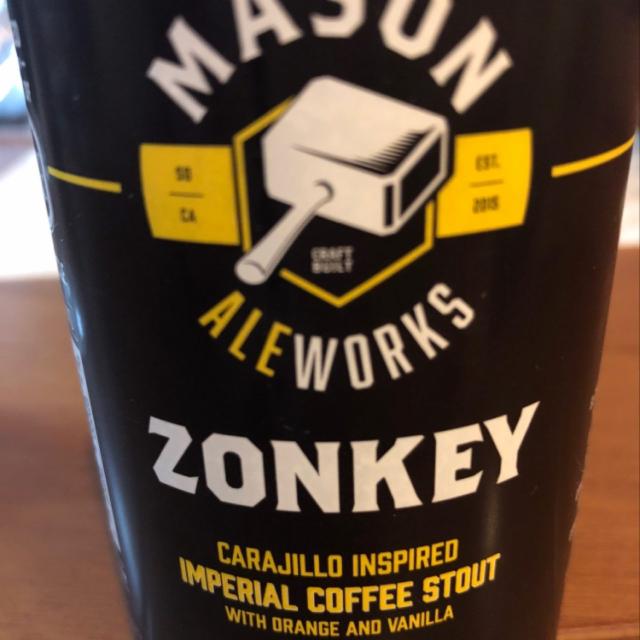 MASON
SD
CA
EST.
2015
CRAFT
BUILT
ALEWORKS
ZONKEY
CARAJILLO INSPIRED
IMPERIAL COFFEE STOUT
WITH ORANGE AND VANILLA